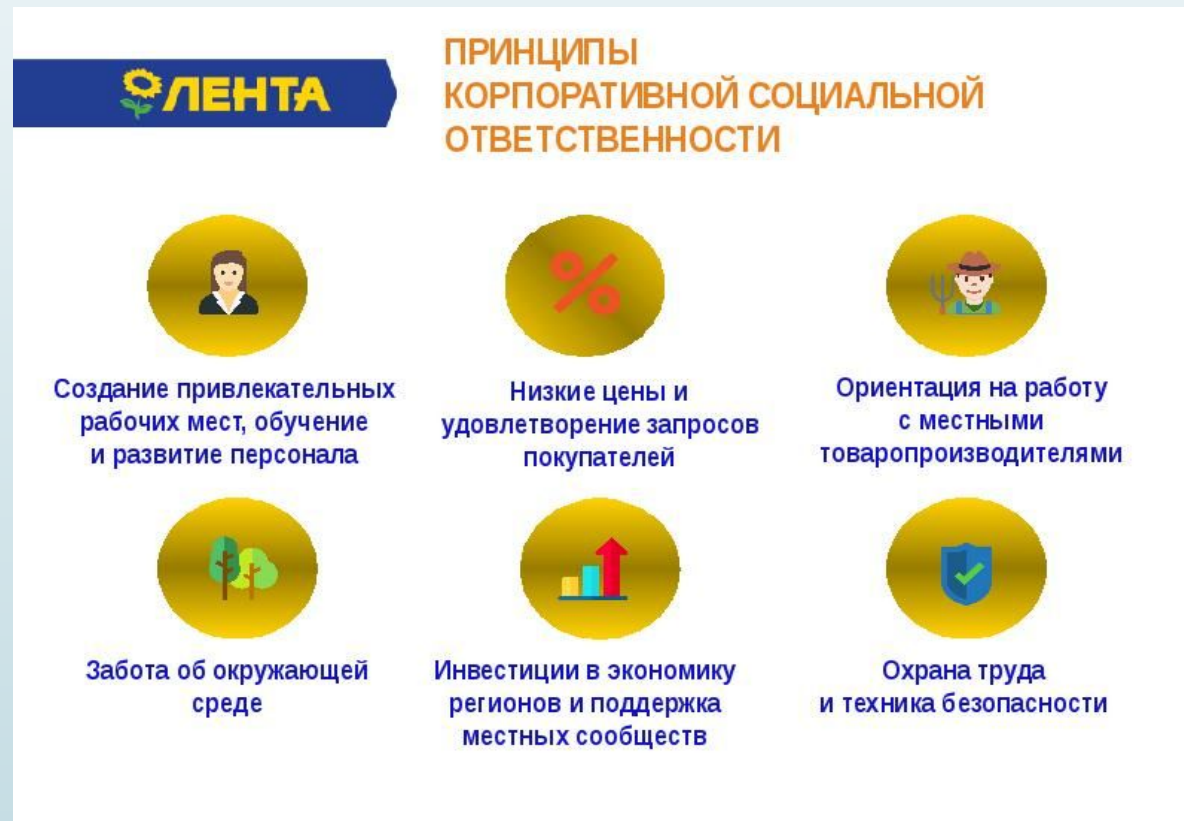 ЛЕНТА
ПРИНЦИПЫ
КОРПОРАТИВНОЙ СОЦИАЛЬНОЙ
ОТВЕТСТВЕННОСТИ
Создание привлекательных
рабочих мест, обучение
и развитие персонала
Низкие цены и
удовлетворение запросов
покупателей
Ориентация на работу
с местными
товаропроизводителями
Забота об окружающей
среде
Инвестиции в экономику
регионов и поддержка
местных сообществ
Охрана труда
и техника безопасности